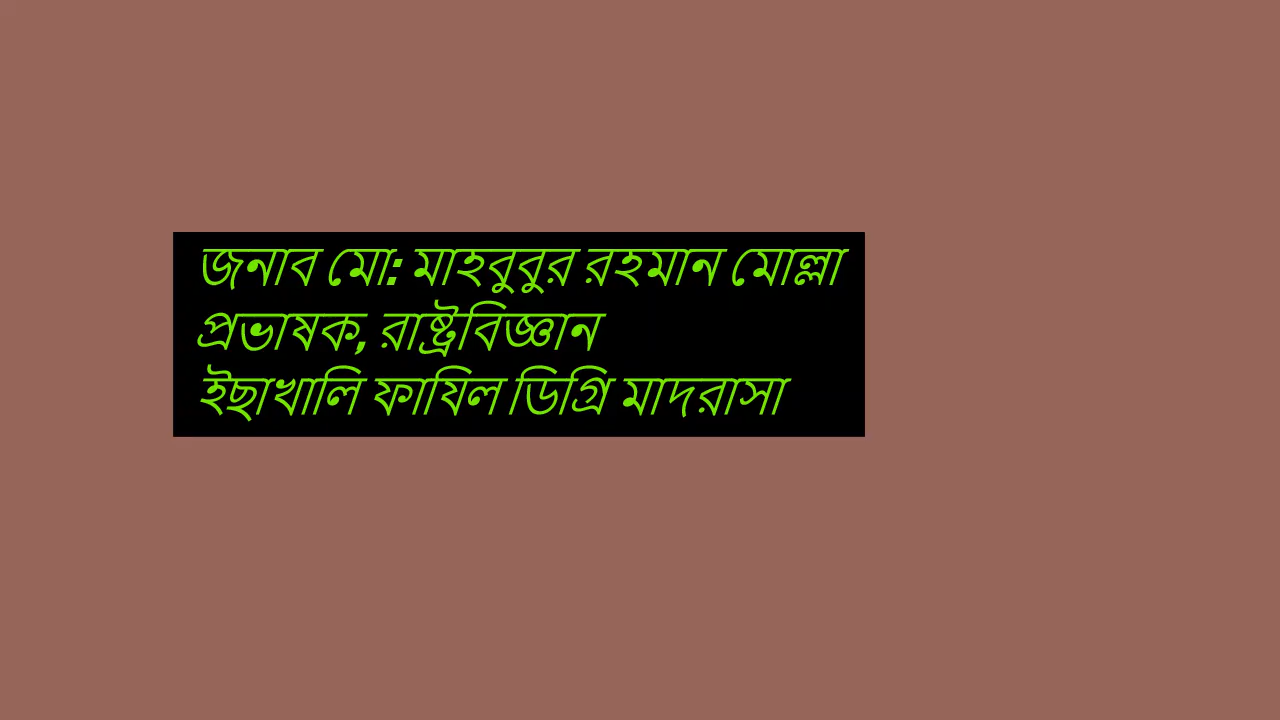 জনাব মো: মাহবুবুর রহমান মোল্লা
প্রভাষক, রাষ্ট্রবিজ্ঞান
ইছাখালি ফাযিল ডিগ্রি মাদরাসা